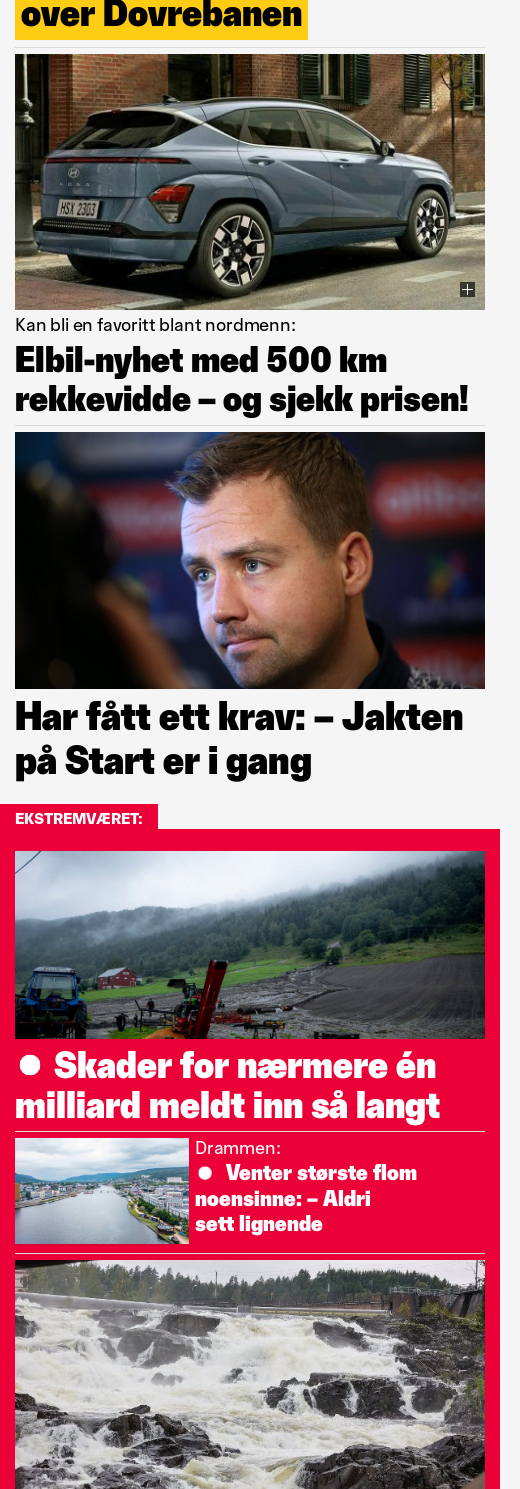 over Dovrebanen
KONA
HSX 2303
Kan bli en favoritt blant nordmenn:
Elbil-nyhet med 500 km
rekkevidde – og sjekk prisen!
Har fått ett krav: – Jakten
på Start er i gang
EKSTREMVÆRET:
Skader for nærmere én
milliard meldt inn så langt
Drammen:
Venter største flom
noensinne: – Aldri
sett lignende